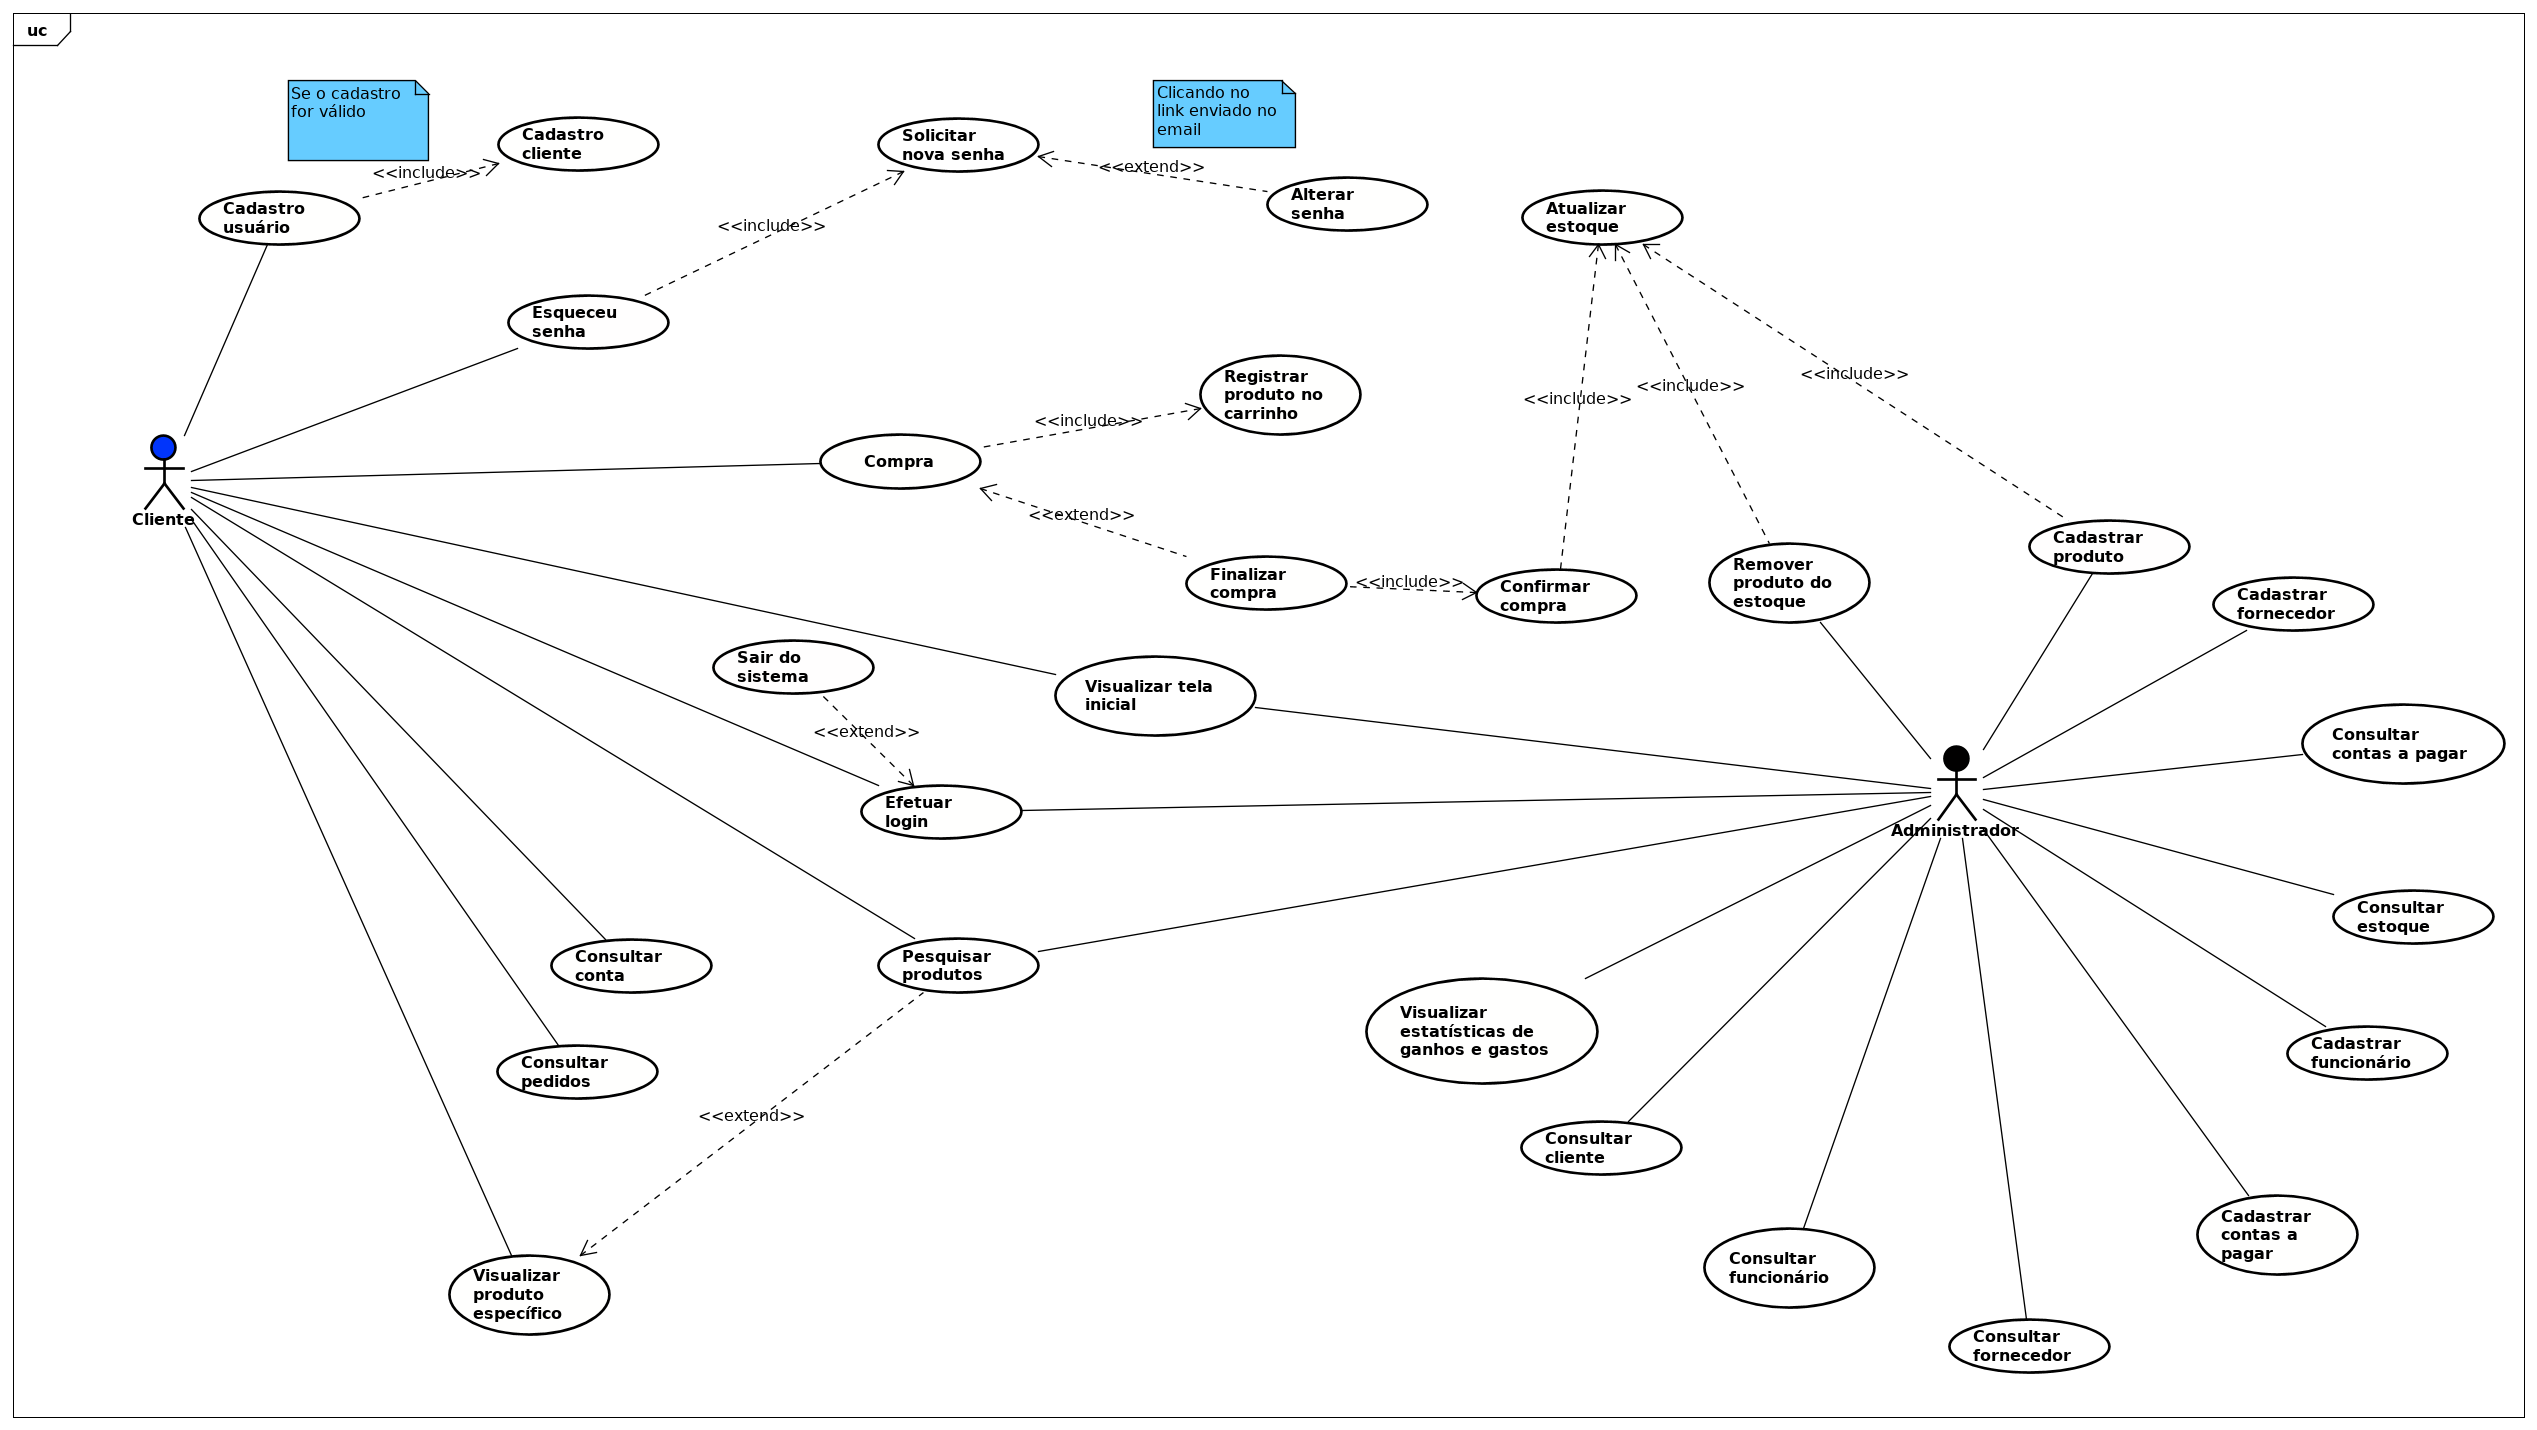 uc
Se o cadastro
for válido
Cadastro
cliente
<<include>>
Cadastro
usuário
Solicitar
nova senha
Clicando no
link enviado no
email
<<extend>>
Alterar
senha
<<include>>
Esqueceu
senha
Atualizar
estoque
<<include>>
<<include>>
<<include>>
Registrar
produto no
carrinho
<<include>>
Compra
<<extend>>
Cliente
Finalizar
compra
<<include>>
Confirmar
compra
Remover
produto do
estoque
Cadastrar
produto
Cadastrar
fornecedor
Sair do
sistema
<<extend>>
Visualizar tela
inicial
Consultar
contas a pagar
Efetuar
login
Administrador
Consultar
estoque
Consultar
conta
Pesquisar
produtos
Visualizar
estatísticas de
ganhos e gastos
Cadastrar
funcionário
Consultar
pedidos
<<extend>>
Consultar
cliente
Cadastrar
contas a
pagar
Consultar
funcionário
Visualizar
produto
específico
Consultar
fornecedor